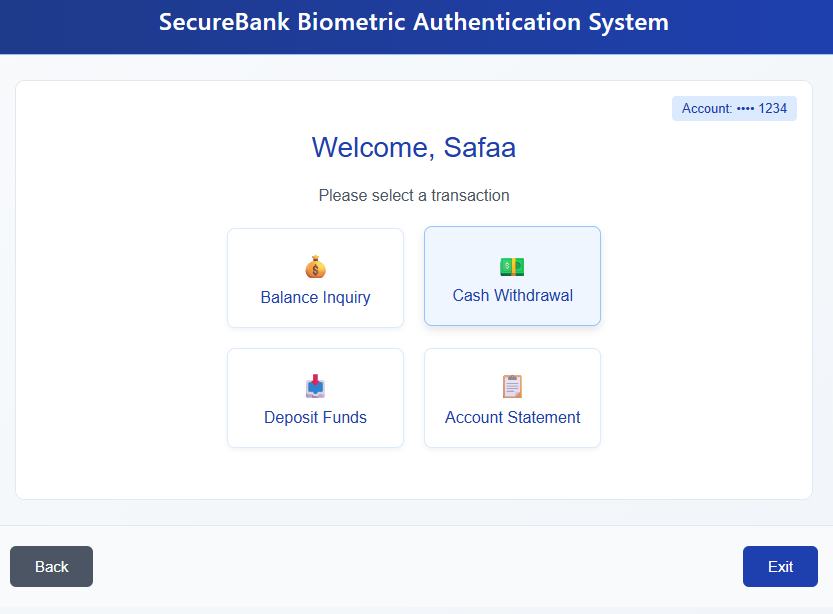 SecureBank Biometric Authentication System
Account: •••• 1234
Welcome, Safaa
Please select a transaction
Balance Inquiry
Cash Withdrawal
Deposit Funds
Account Statement
Back
Exit